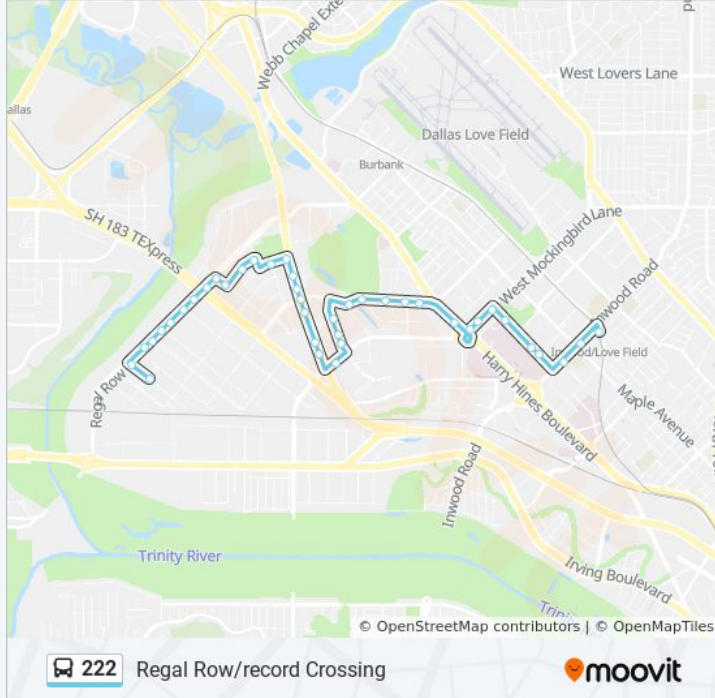 Webb Chapel Exte
West Lovers Lane
allas
Dallas Love Field
Burbank
SH 183 TEXpress
West Mockingbird Lane
Inwood Road
Inwood/Love Field
Regal Row
Harry Hines Boulevard
Maple Avenue
Inwood Road
Trinity River
Irving Boulevard
Trin
© OpenStreetMap contributors | © OpenMapTiles
222 Regal Row/record Crossing
moovit